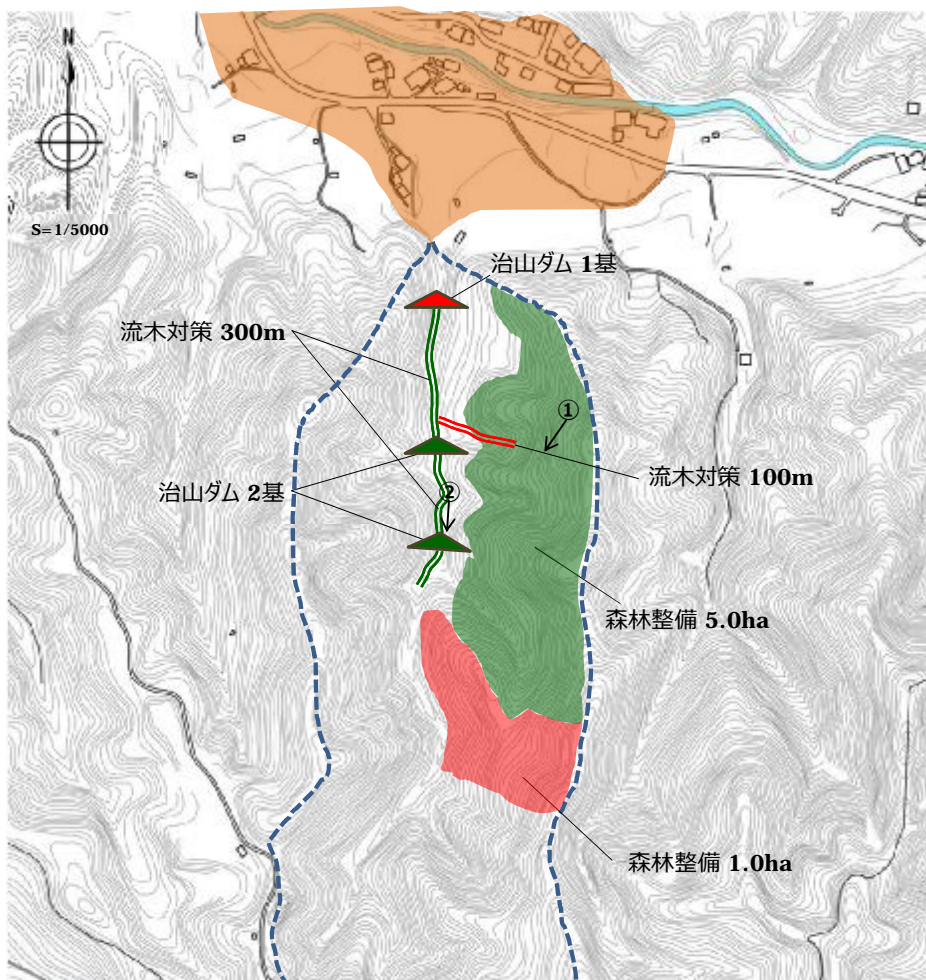 N
S=1/5000
治山ダム 1基
流木対策 300m
①
流木対策 100m
治山ダム 2基
②
森林整備 5.0ha
森林整備 1.0ha